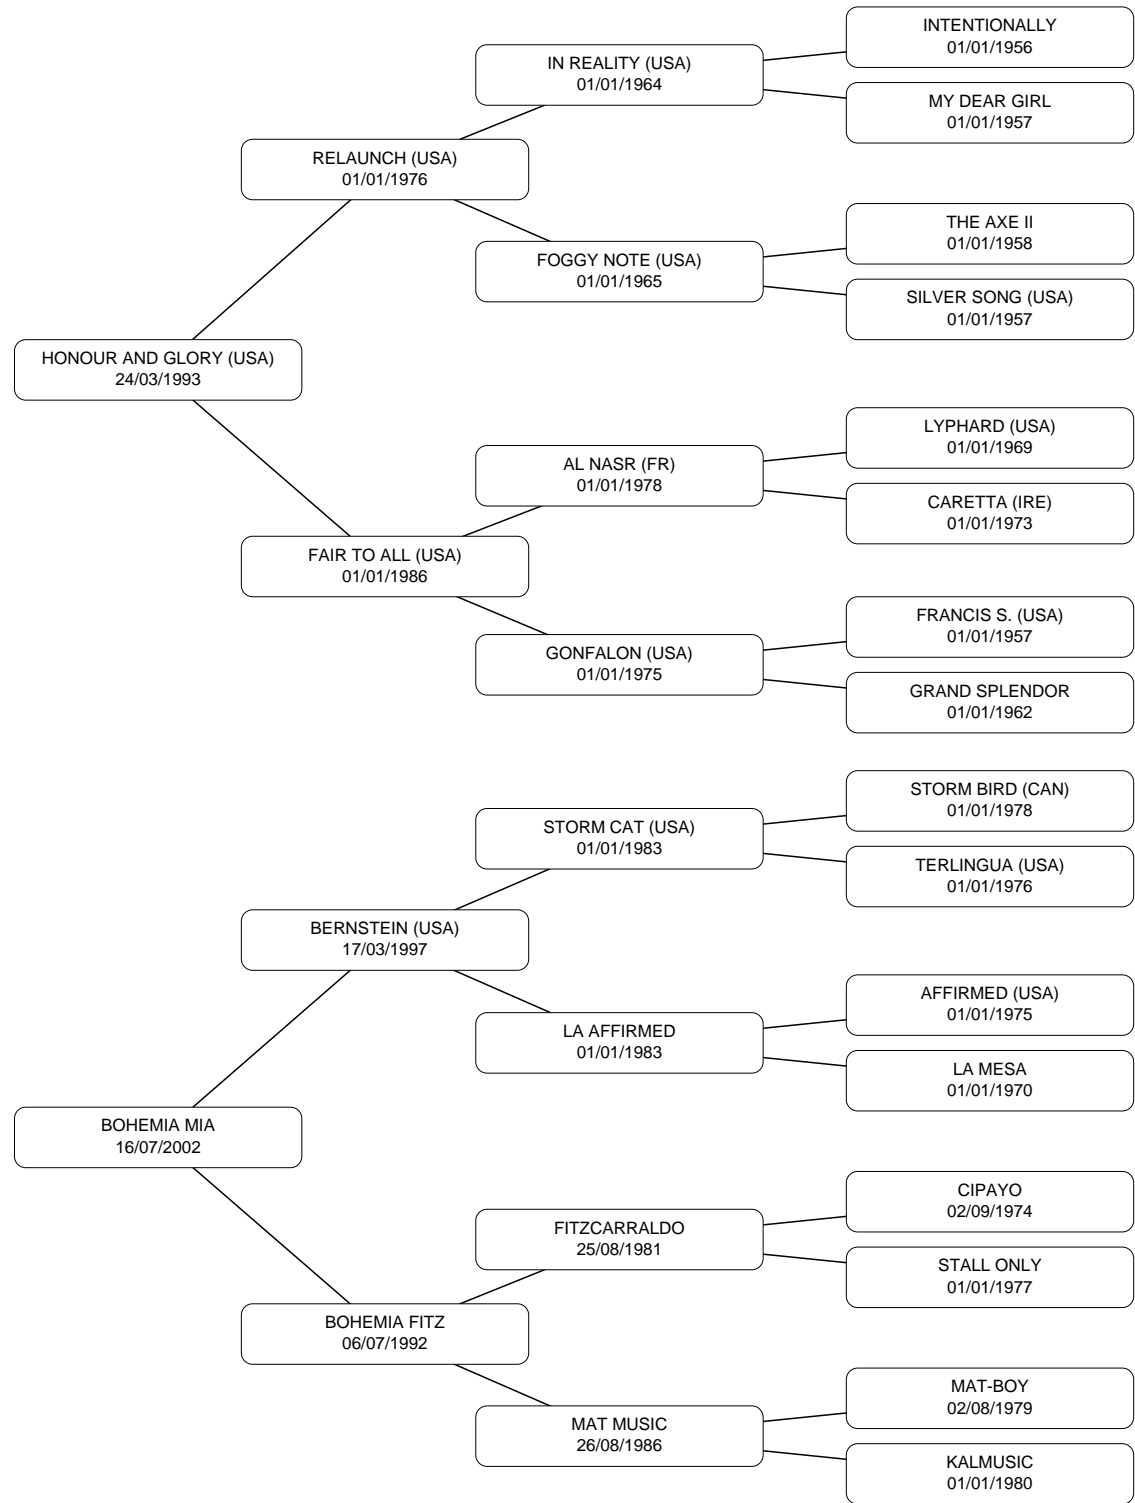 INTENTIONALLY
01/01/1956
IN REALITY (USA)
01/01/1964
MY DEAR GIRL
01/01/1957
RELAUNCH (USA)
01/01/1976
THE AXE II
01/01/1958
FOGGY NOTE (USA)
01/01/1965
SILVER SONG (USA)
01/01/1957
HONOUR AND GLORY (USA)
24/03/1993
LYPHARD (USA)
01/01/1969
AL NASR (FR)
01/01/1978
CARETTA (IRE)
01/01/1973
FAIR TO ALL (USA)
01/01/1986
FRANCIS S. (USA)
01/01/1957
GONFALON (USA)
01/01/1975
GRAND SPLENDOR
01/01/1962
STORM BIRD (CAN)
01/01/1978
STORM CAT (USA)
01/01/1983
TERLINGUA (USA)
01/01/1976
BERNSTEIN (USA)
17/03/1997
AFFIRMED (USA)
01/01/1975
LA AFFIRMED
01/01/1983
LA MESA
01/01/1970
BOHEMIA MIA
16/07/2002
CIPAYO
02/09/1974
FITZCARRALDO
25/08/1981
STALL ONLY
01/01/1977
BOHEMIA FITZ
06/07/1992
MAT-BOY
02/08/1979
MAT MUSIC
26/08/1986
KALMUSIC
01/01/1980